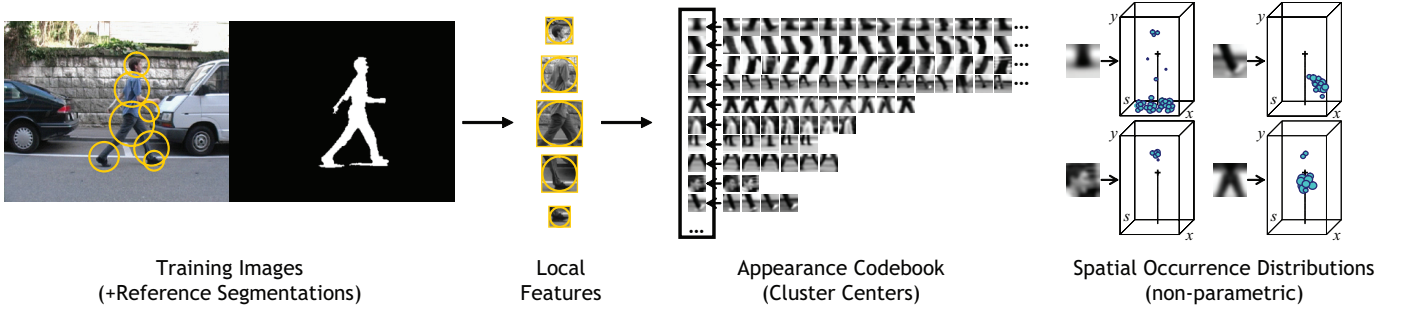 ...
...
...
...
y
s
x
y
s
x
y
s
x
y
s
x
Training Images
(+Reference Segmentations)
Local
Features
Appearance Codebook
(Cluster Centers)
Spatial Occurrence Distributions
(non-parametric)